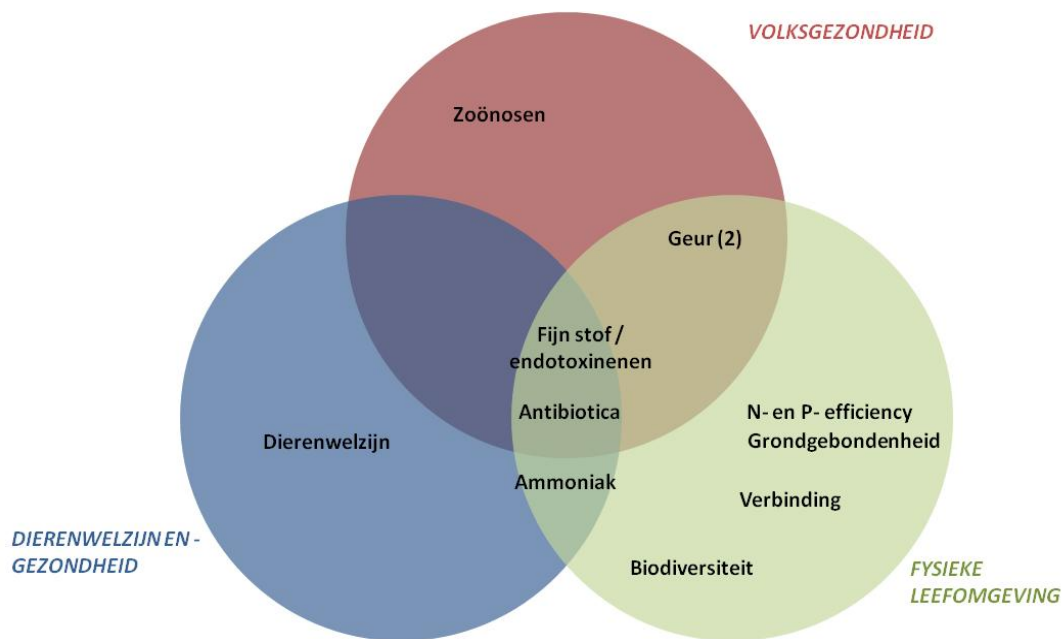 VOLKSGEZONDHEID
Zoönosen
Geur (2)
Fijn stof /
endotoxinenen
Antibiotica
N- en P- efficiency
Grondgebondenheid
Dierenwelzijn
Ammoniak
Verbinding
DIERENWELZIJN EN -
GEZONDHEID
Biodiversiteit
FYSIEKE
LEEFOMGEVING